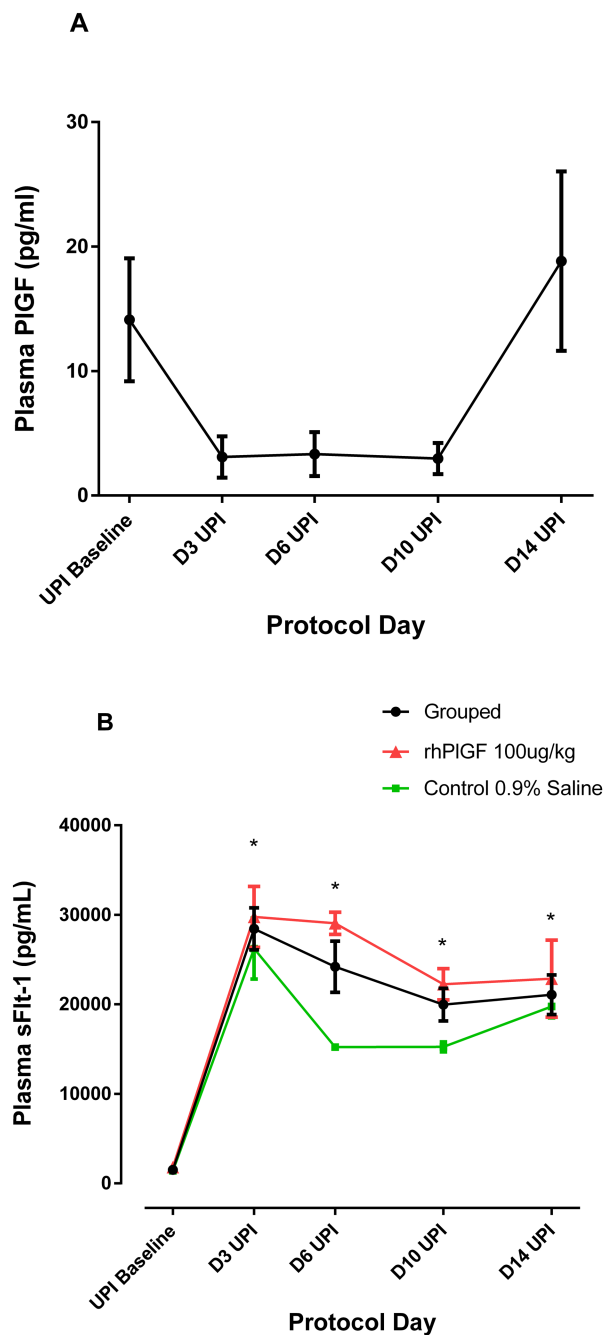 A
30
20
10
0
Plasma PlGF (pg/ml)
UPI Baseline
D3 UPI
D6 UPI
D10 UPI
D14 UPI
Protocol Day
B
Grouped
rhPlGF 100ug/kg
Control 0.9% Saline
40000
30000
20000
10000
0
Plasma sFlt-1 (pg/mL)
* * * *
UPI Baseline
D3 UPI
D6 UPI
D10 UPI
D14 UPI
Protocol Day